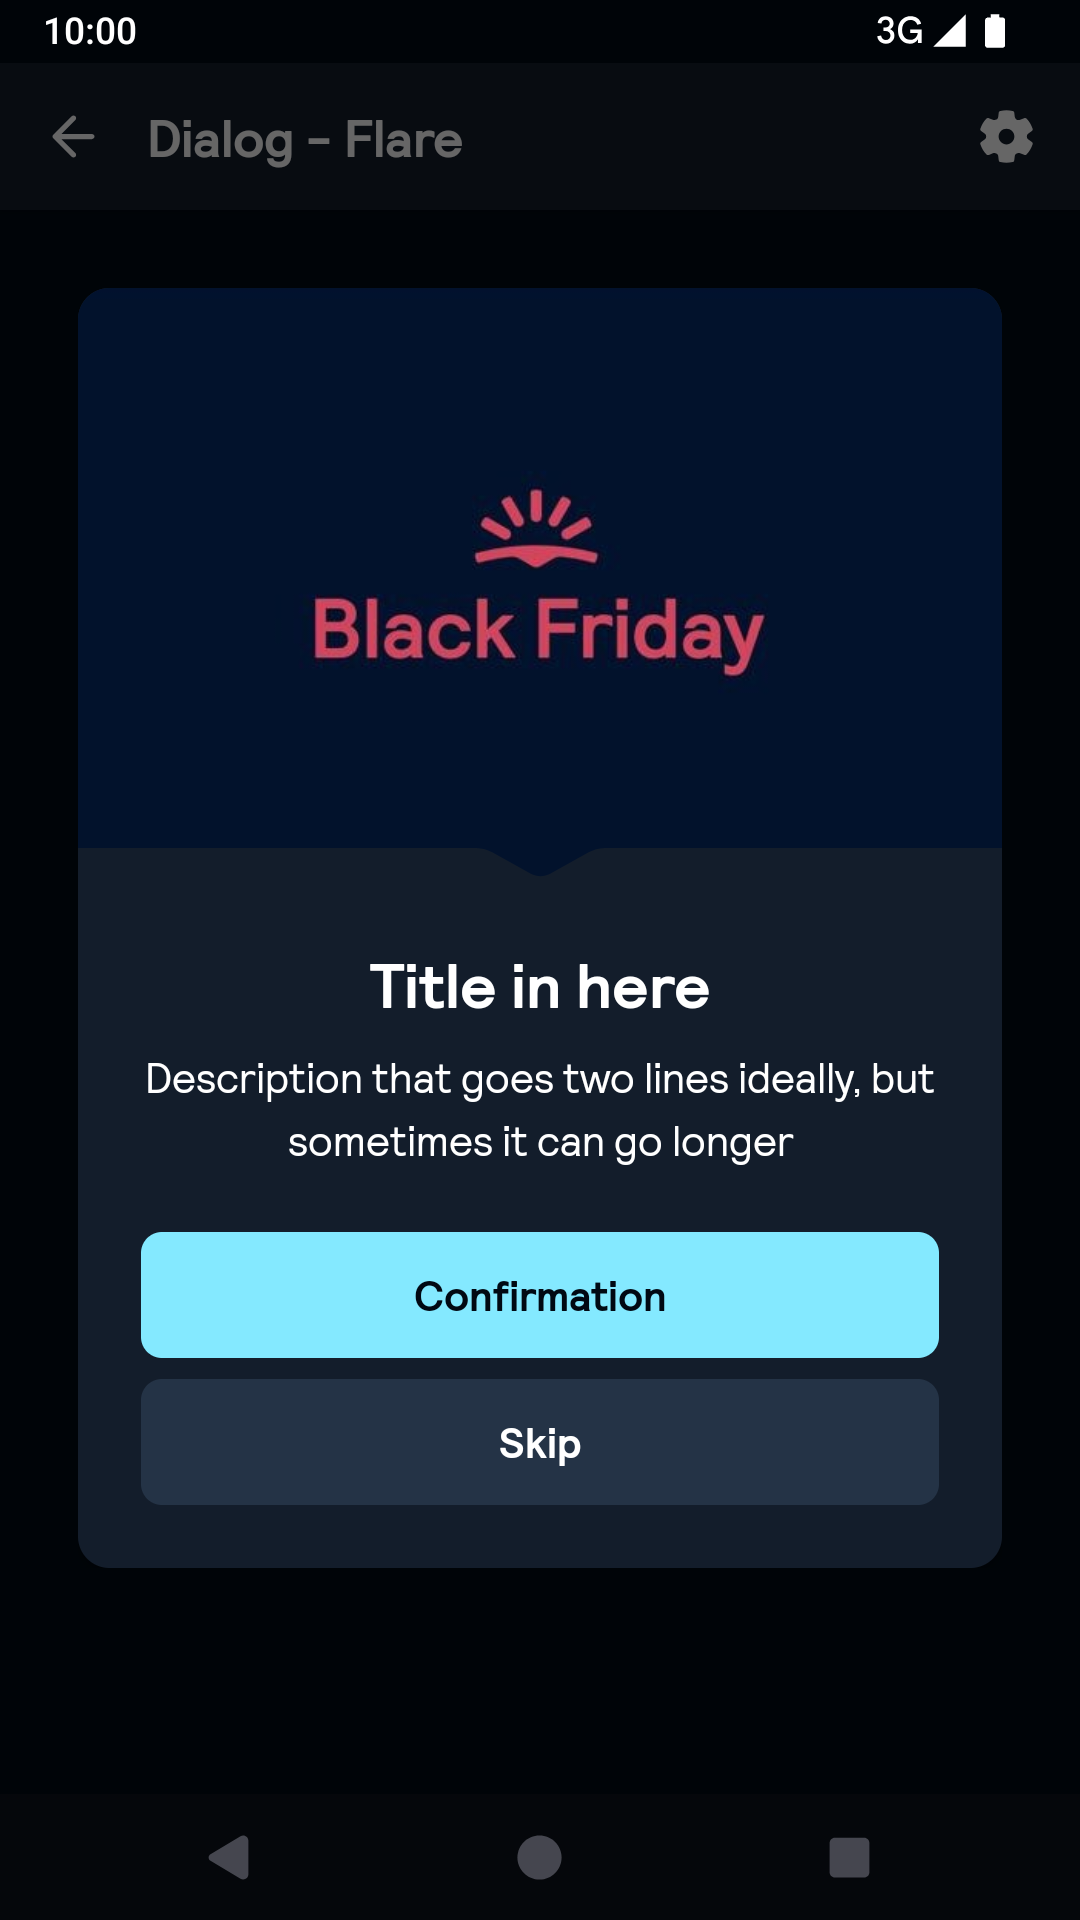 10:00
3G
Dialog - Flare
Black Friday
Title in here
Description that goes two lines ideally, but
sometimes it can go longer
Confirmation
Skip